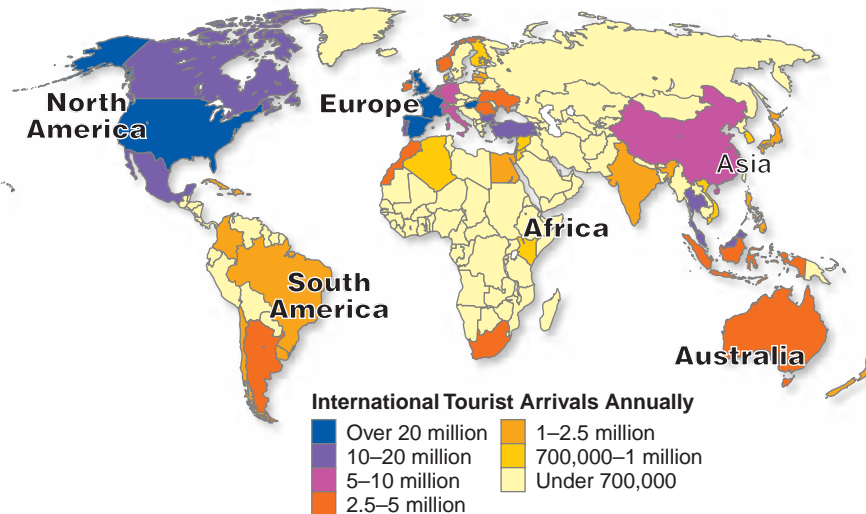 North
America
Europe
Asia
Africa
South
America
Australia
International Tourist Arrivals Annually
Over 20 million
10–20 million
5–10 million
2.5–5 million
1–2.5 million
700,000–1 million
Under 700,000